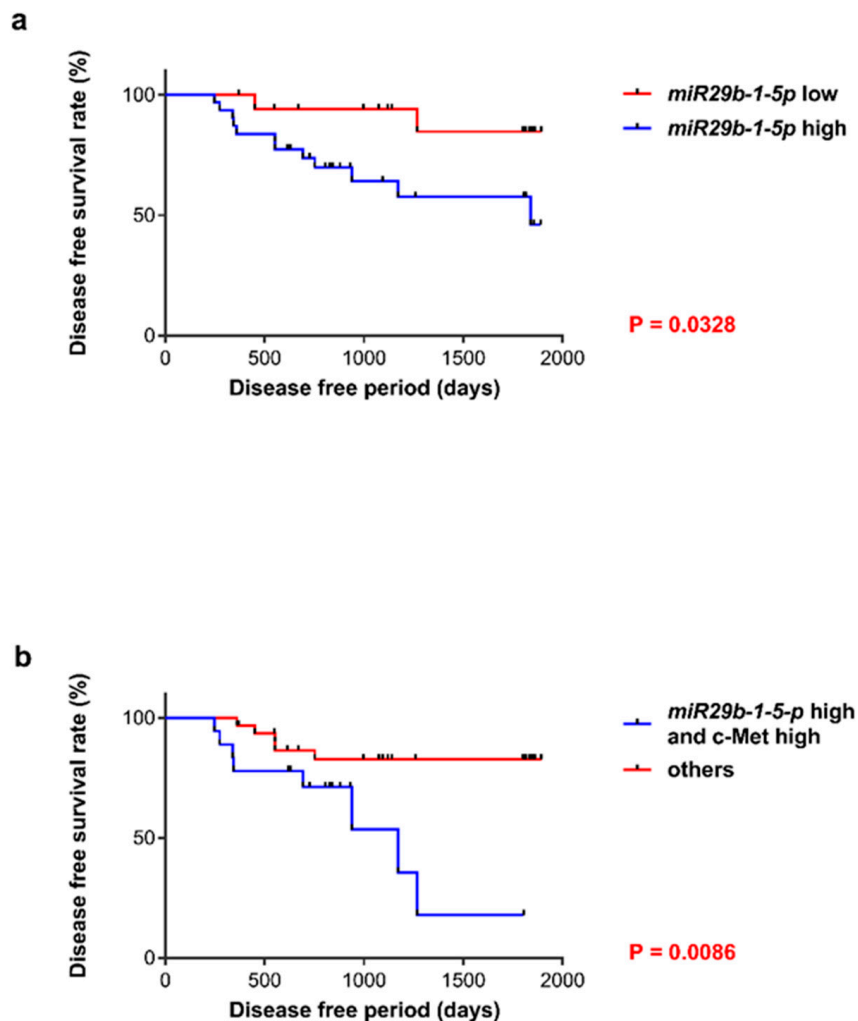 a
Disease free survival rate (%)
100
50
0
0 500 1000 1500 2000
Disease free period (days)
miR29b-1-5p low
miR29b-1-5p high
P = 0.0328
b
Disease free survival rate (%)
100
50
0
0 500 1000 1500 2000
Disease free period (days)
miR29b-1-5-p high
and c-Met high
others
P = 0.0086